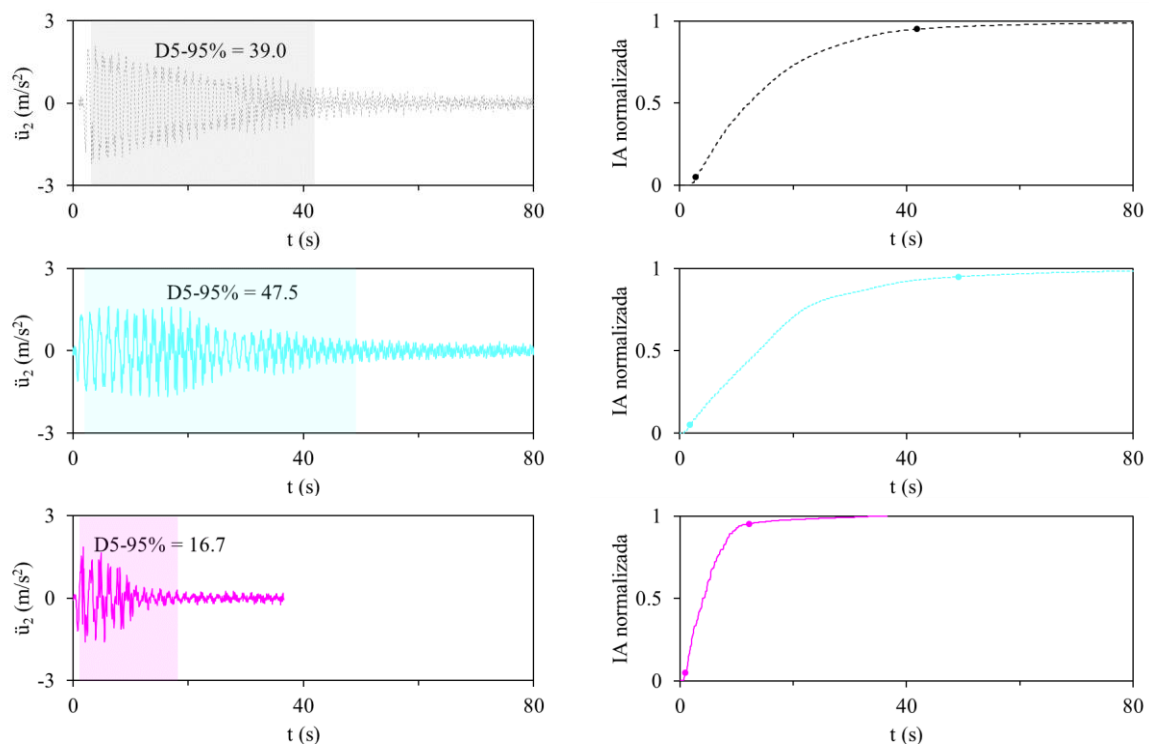 3
D5-95% = 39.0
ü₂ (m/s²)
0
-3
0
40
80
t (s)
1
IA normalizada
0.5
0
0
40
80
t (s)
3
D5-95% = 47.5
ü₂ (m/s²)
0
-3
0
40
80
t (s)
1
IA normalizada
0.5
0
0
40
80
t (s)
3
D5-95% = 16.7
ü₂ (m/s²)
0
-3
0
40
80
t (s)
1
IA normalizada
0.5
0
0
40
80
t (s)